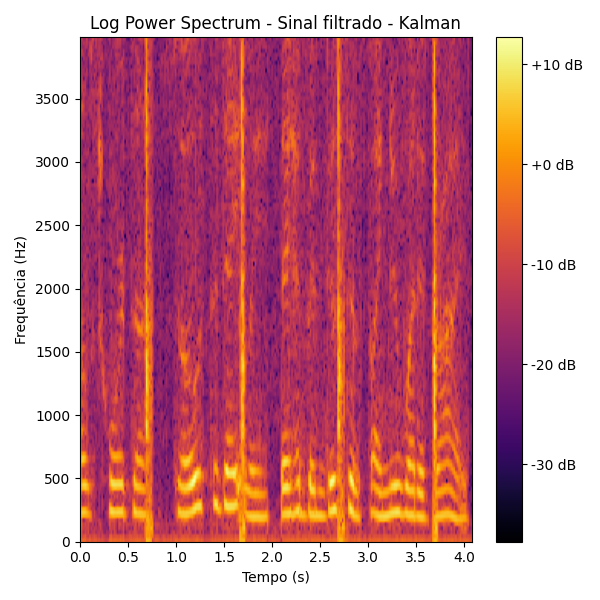 Log Power Spectrum - Sinal filtrado - Kalman
Frequência (Hz)
3500
3000
2500
2000
1500
1000
500
0
0.0 0.5 1.0 1.5 2.0 2.5 3.0 3.5 4.0
Tempo (s)
+10 dB
+0 dB
-10 dB
-20 dB
-30 dB